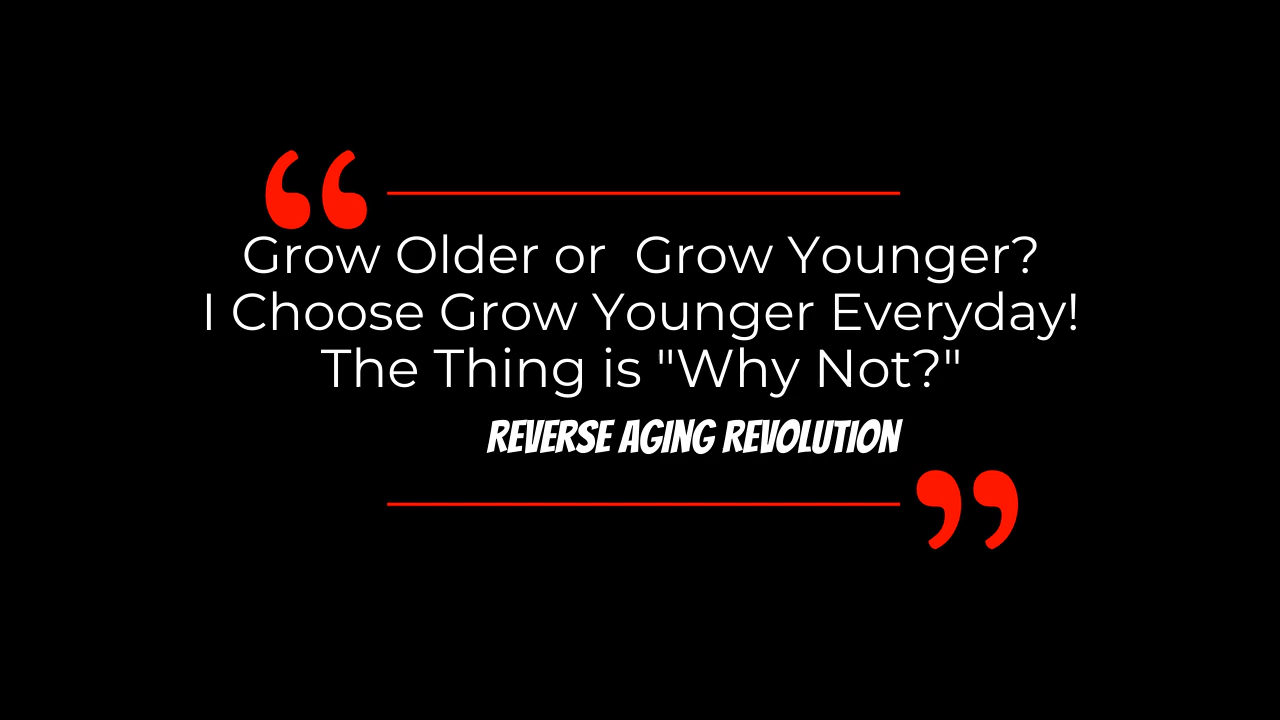 Grow Older or  Grow Younger?
I Choose Grow Younger Everyday!
The Thing is "Why Not?"
REVERSE AGING REVOLUTION